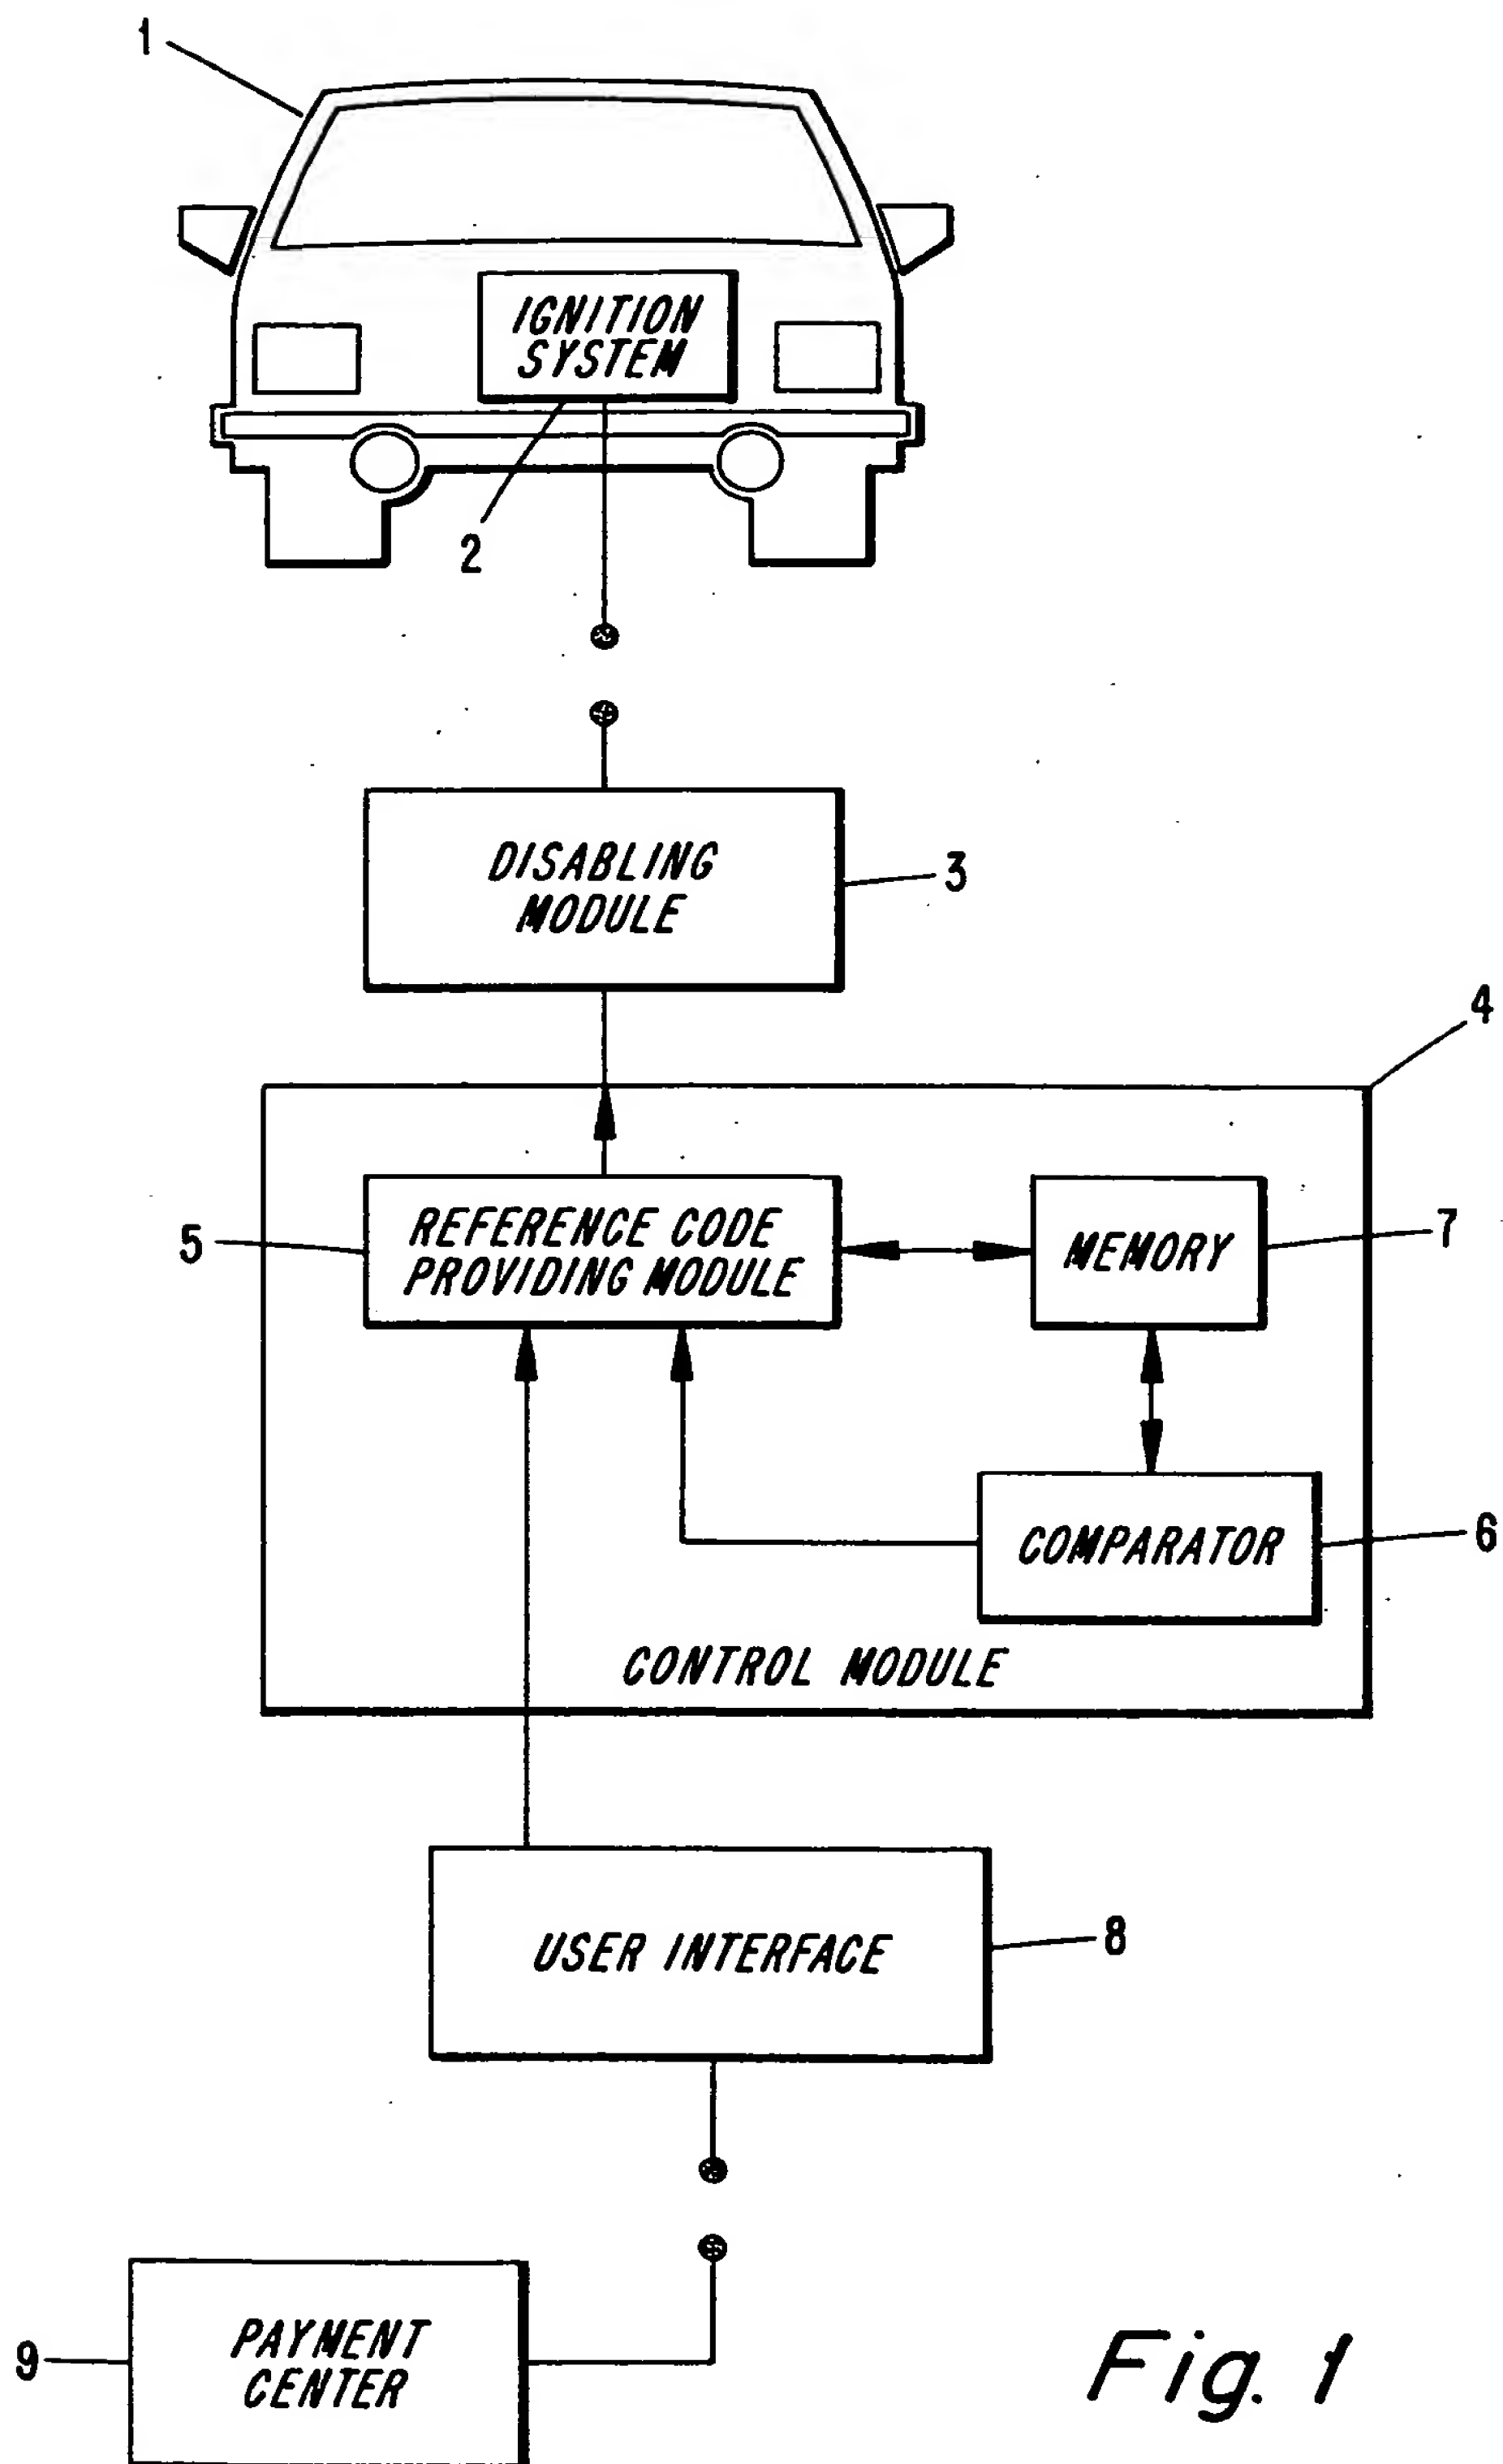 1
IGNITION
SYSTEM
2
DISABLING
MODULE
3
4
5
REFERENCE CODE
PROVIDING MODULE
MEMORY
7
COMPARATOR
6
CONTROL MODULE
USER INTERFACE
8
9
PAYMENT
CENTER
Fig. 1